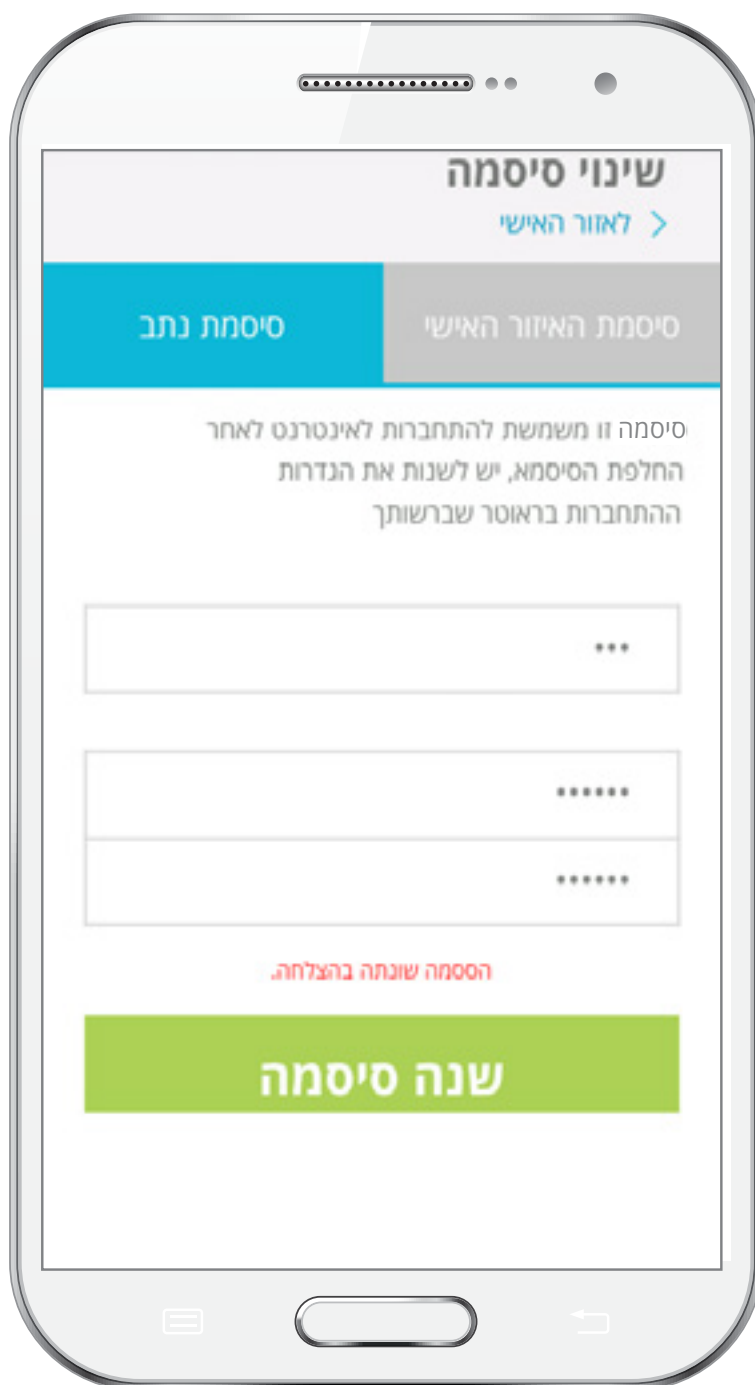 שינוי סיסמה
לאזור האישי
סיסמת האיזור האישי
סיסמת נתב
סיסמה זו משמשת להתחברות לאינטרנט לאחר
החלפת הסיסמא, יש לשנות את הגדרות
ההתחברות בראוטר שברשותך
•••
••••••
••••••
הססמה שונתה בהצלחה.
שנה סיסמה